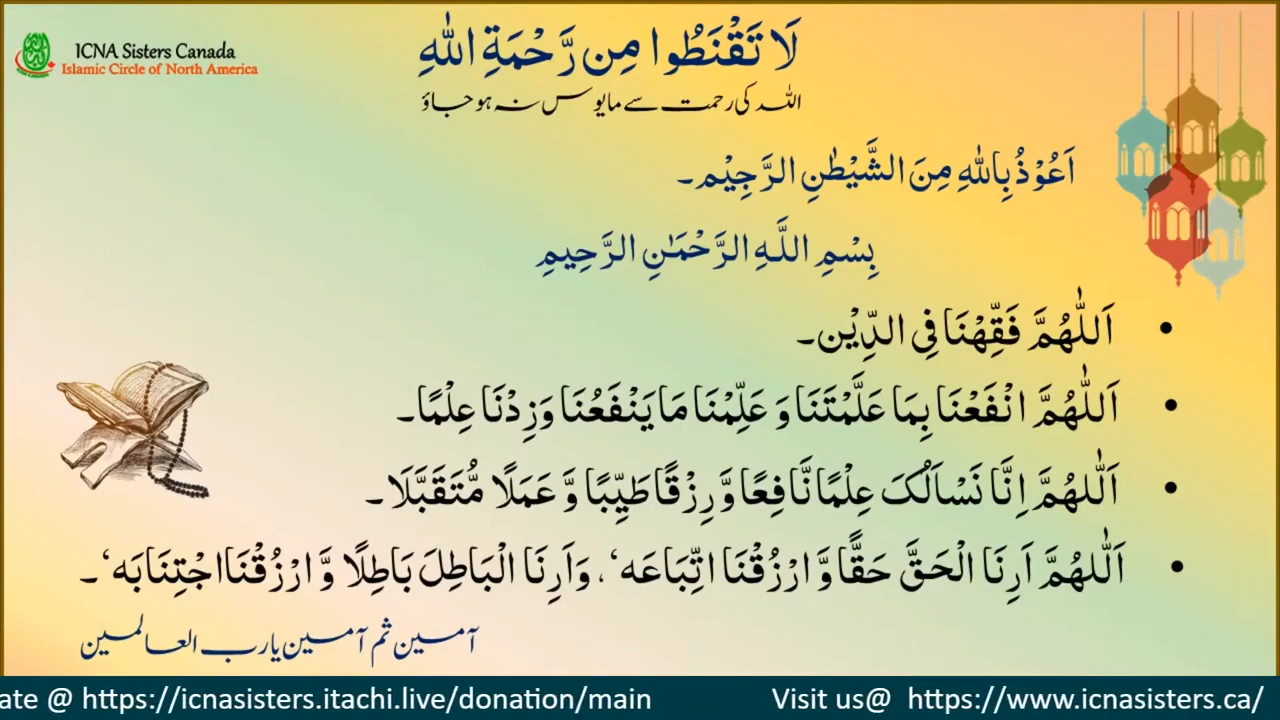 ICNA Sisters Canada
Islamic Circle of North America
لَا تَقْنَطُوا مِن رَّحْمَةِ اللّٰهِ
اللہ کی رحمت سے مایوس نہ ہو جاؤ
اَعُوْذُ بِاللّٰهِ مِنَ الشَّيْطٰنِ الرَّجِيْمِ۔
بِسْمِ اللَّـهِ الرَّحْمَـٰنِ الرَّحِيمِ
• اَللّٰهُمَّ فَقِّهْنَا فِی الدِّیْنِ۔
• اَللّٰهُمَّ انْفَعْنَا بِمَا عَلَّمْتَنَا وَ عَلِّمْنَا مَا یَنْفَعُنَا وَزِدْنَا عِلْمًا۔
• اَللّٰهُمَّ اِنَّا نَسْاَلُکَ عِلْمًا نَّافِعًا وَّ رِزْقًا طَیِّبًا وَّ عَمَلًا مُّتَقَبَّلَا۔
• اَللّٰهُمَّ اَرِنَا الْحَقَّ حَقًّا وَّ ارْزُقْنَا اتِّبَاعَه‘، وَاَرِنَا الْبَاطِلَ بَاطِلًا وَّ ارْزُقْنَا اجْتِنَابَه‘۔
آمین ثم آمین یا رب العالمین
ate @ https://icnasisters.itachi.live/donation/main Visit us@ https://www.icnasisters.ca/